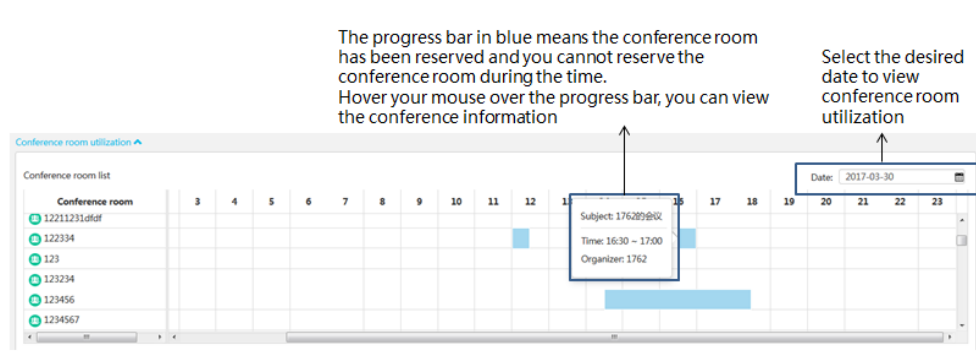 The progress bar in blue means the conference room
has been reserved and you cannot reserve the
conference room during the time.
Hover your mouse over the progress bar, you can view
the conference information
Select the desired
date to view
conference room
utilization
Conference room utilization
Conference room list
Date: 2017-03-30
Conference room 3 4 5 6 7 8 9 10 11 12 16 17 18 19 20 21 22 23
12211231dfdf
122334
123
123234
123456
1234567
Subject: 1762的会议
Time: 16:30 ~ 17:00
Organizer: 1762